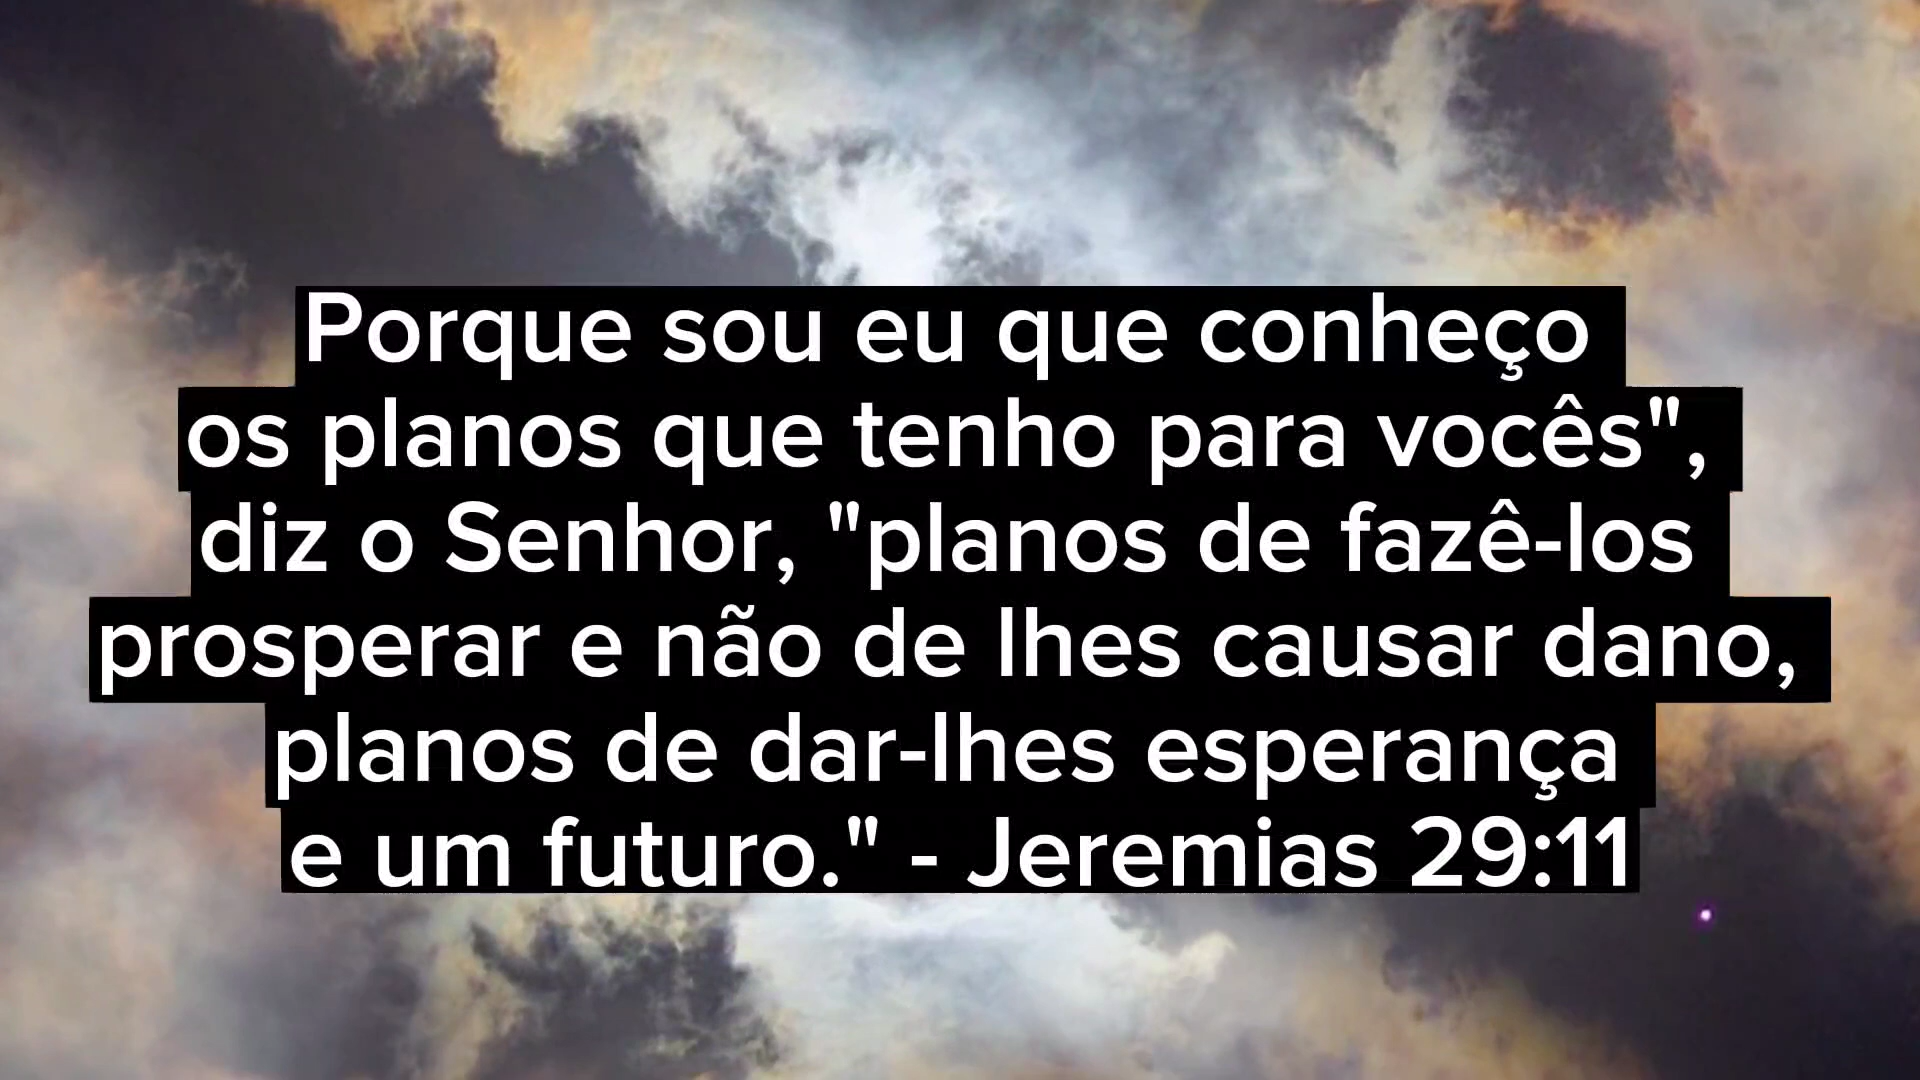 Porque sou eu que conheço
os planos que tenho para vocês",
diz o Senhor, "planos de fazê-los
prosperar e não de lhes causar dano,
planos de dar-lhes esperança
e um futuro." - Jeremias 29:11